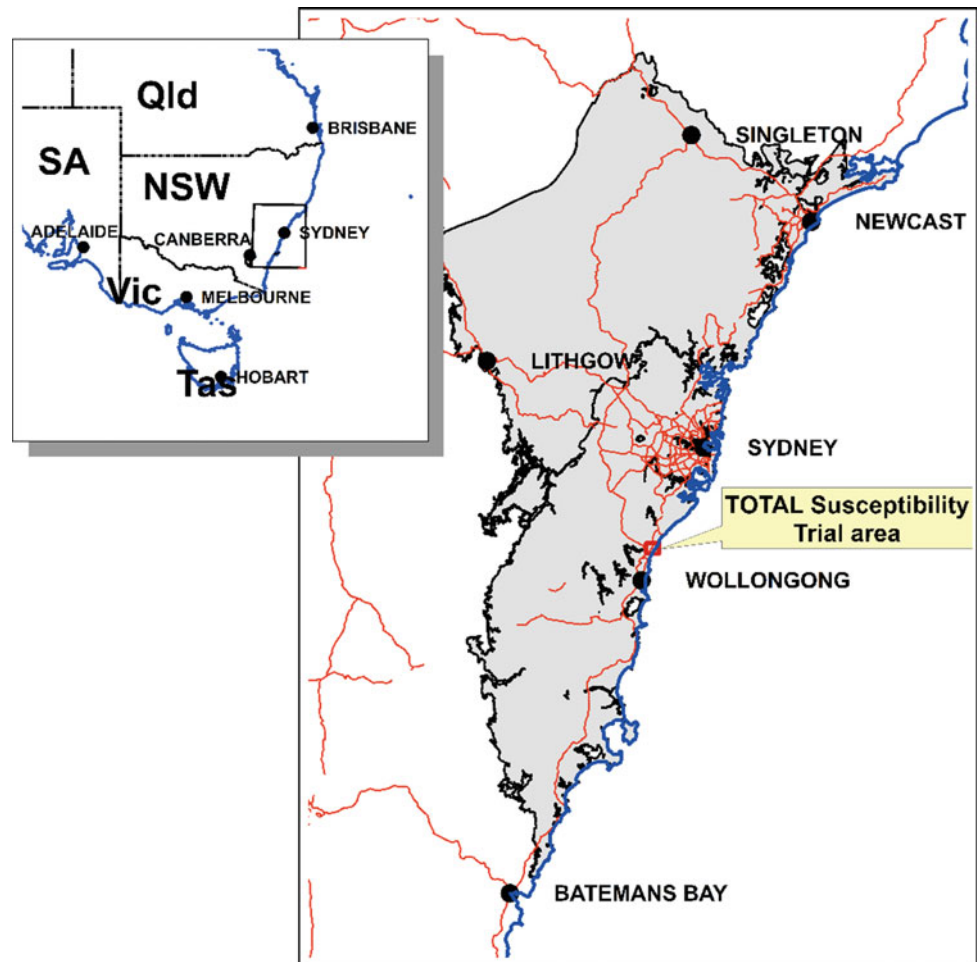 Qld
BRISBANE
SA
NSW
ADELAIDE
CANBERRA
SYDNEY
Vic
MELBOURNE
Tas
HOBART
SINGLETON
NEWCAST
LITHGOW
SYDNEY
TOTAL Susceptibility
Trial area
WOLLONGONG
BATEMANS BAY